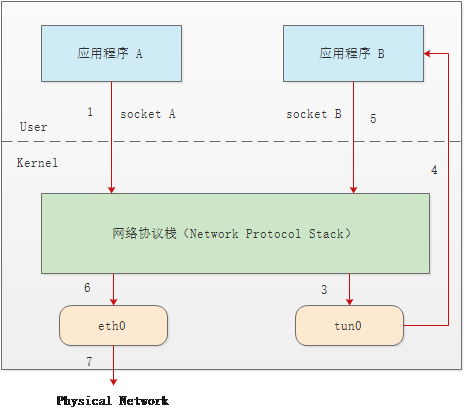 应用程序 A
应用程序 B
1
socket A
socket B
5
User
Kernel
4
网络协议栈（Network Protocol Stack）
6
3
eth0
tun0
7
Physical Network